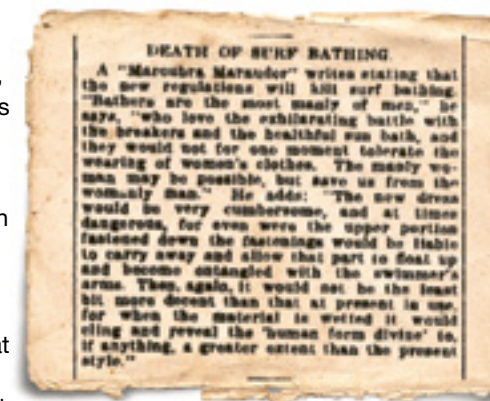 DEATH OF SURF BATHING
A "Maroubra Marauder" writes stating that
the new regulations will kill surf bathing.
"Bathers are the most manly of men," he
says, "who love the exhilarating battle with
the breakers and the healthful sun bath, and
they would not for one moment tolerate the
wearing of women's clothes. The manly wo-
man may be possible, but save us from the
womanly man." He adds: "The new dress
would be very cumbersome, and at times
dangerous, for even were the upper portion
fastened down the fastenings would be liable
to carry away and allow that part to float up
and become entangled with the swimmer's
arms. Then, again, it would not be the least
bit more decent than that at present in use,
for when the material is wetted it would
cling and reveal the 'human form divine' to,
if anything, a greater extent than the present
style."